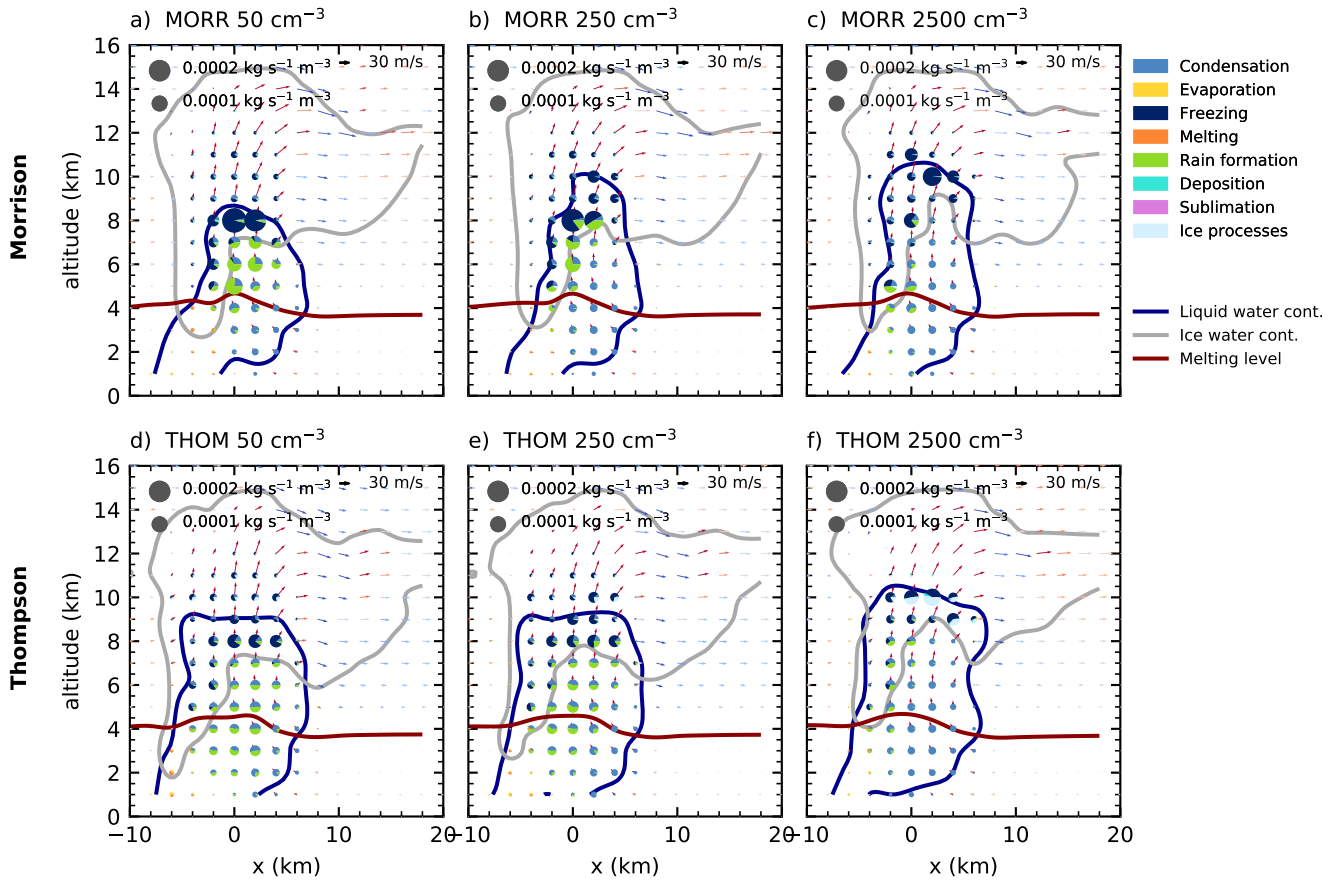 a) MORR 50 cm⁻³
b) MORR 250 cm⁻³
c) MORR 2500 cm⁻³
Morrison
altitude (km)
16
14
12
10
8
6
4
2
0
0.0002 kg s⁻¹ m⁻³
30 m/s
0.0001 kg s⁻¹ m⁻³
0.0002 kg s⁻¹ m⁻³
30 m/s
0.0001 kg s⁻¹ m⁻³
0.0002 kg s⁻¹ m⁻³
30 m/s
0.0001 kg s⁻¹ m⁻³
Condensation
Evaporation
Freezing
Melting
Rain formation
Deposition
Sublimation
Ice processes
Liquid water cont.
Ice water cont.
Melting level
d) THOM 50 cm⁻³
e) THOM 250 cm⁻³
f) THOM 2500 cm⁻³
Thompson
altitude (km)
16
14
12
10
8
6
4
2
0
0.0002 kg s⁻¹ m⁻³
30 m/s
0.0001 kg s⁻¹ m⁻³
0.0002 kg s⁻¹ m⁻³
30 m/s
0.0001 kg s⁻¹ m⁻³
0.0002 kg s⁻¹ m⁻³
30 m/s
0.0001 kg s⁻¹ m⁻³
−10 0 10 20
−10 0 10 20
−10 0 10 20
x (km)
x (km)
x (km)